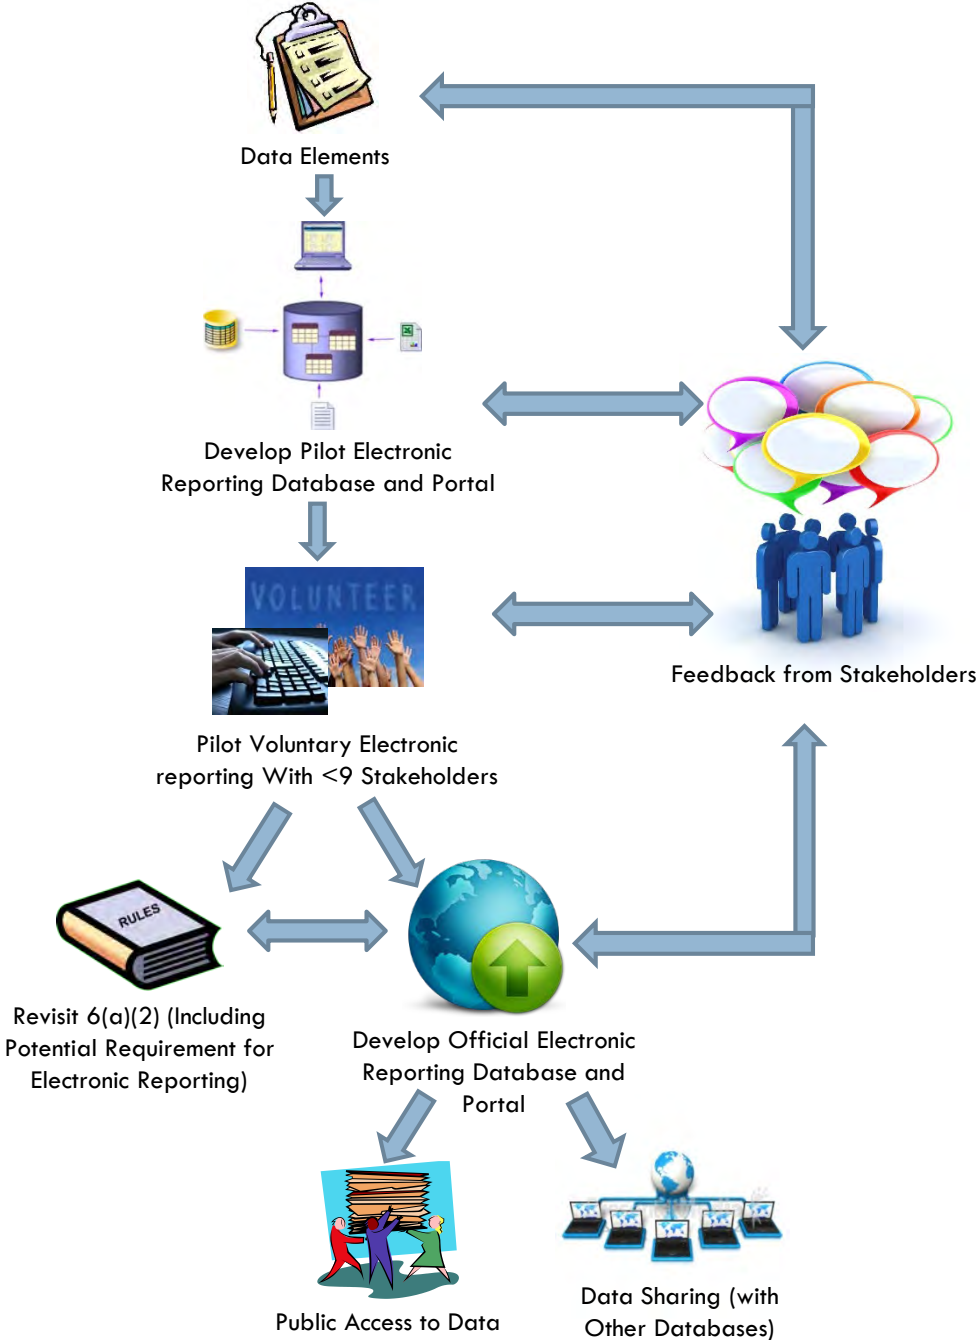 Data Elements
Develop Pilot Electronic
Reporting Database and Portal
VOLUNTEER
Feedback from Stakeholders
Pilot Voluntary Electronic
reporting With <9 Stakeholders
RULES
Revisit 6(a)(2) (Including
Potential Requirement for
Electronic Reporting)
Develop Official Electronic
Reporting Database and
Portal
Public Access to Data
Data Sharing (with
Other Databases)